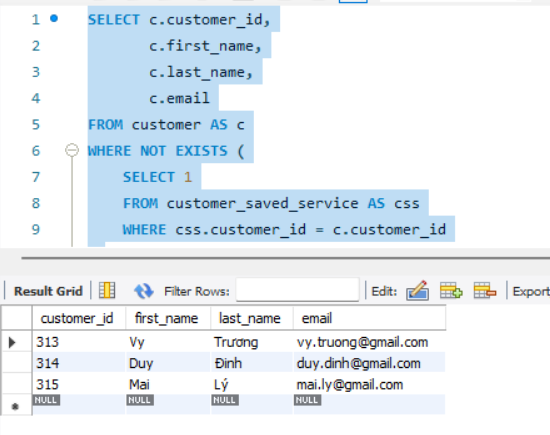 1 SELECT c.customer_id,
2 c.first_name,
3 c.last_name,
4 c.email
5 FROM customer AS c
6 WHERE NOT EXISTS (
7 SELECT 1
8 FROM customer_saved_service AS css
9 WHERE css.customer_id = c.customer_id
Result Grid Filter Rows: Edit: Export
customer_id first_name last_name email
313 Vy Trương vy.truong@gmail.com
314 Duy Đinh duy.dinh@gmail.com
315 Mai Lý mai.ly@gmail.com
NULL NULL NULL NULL